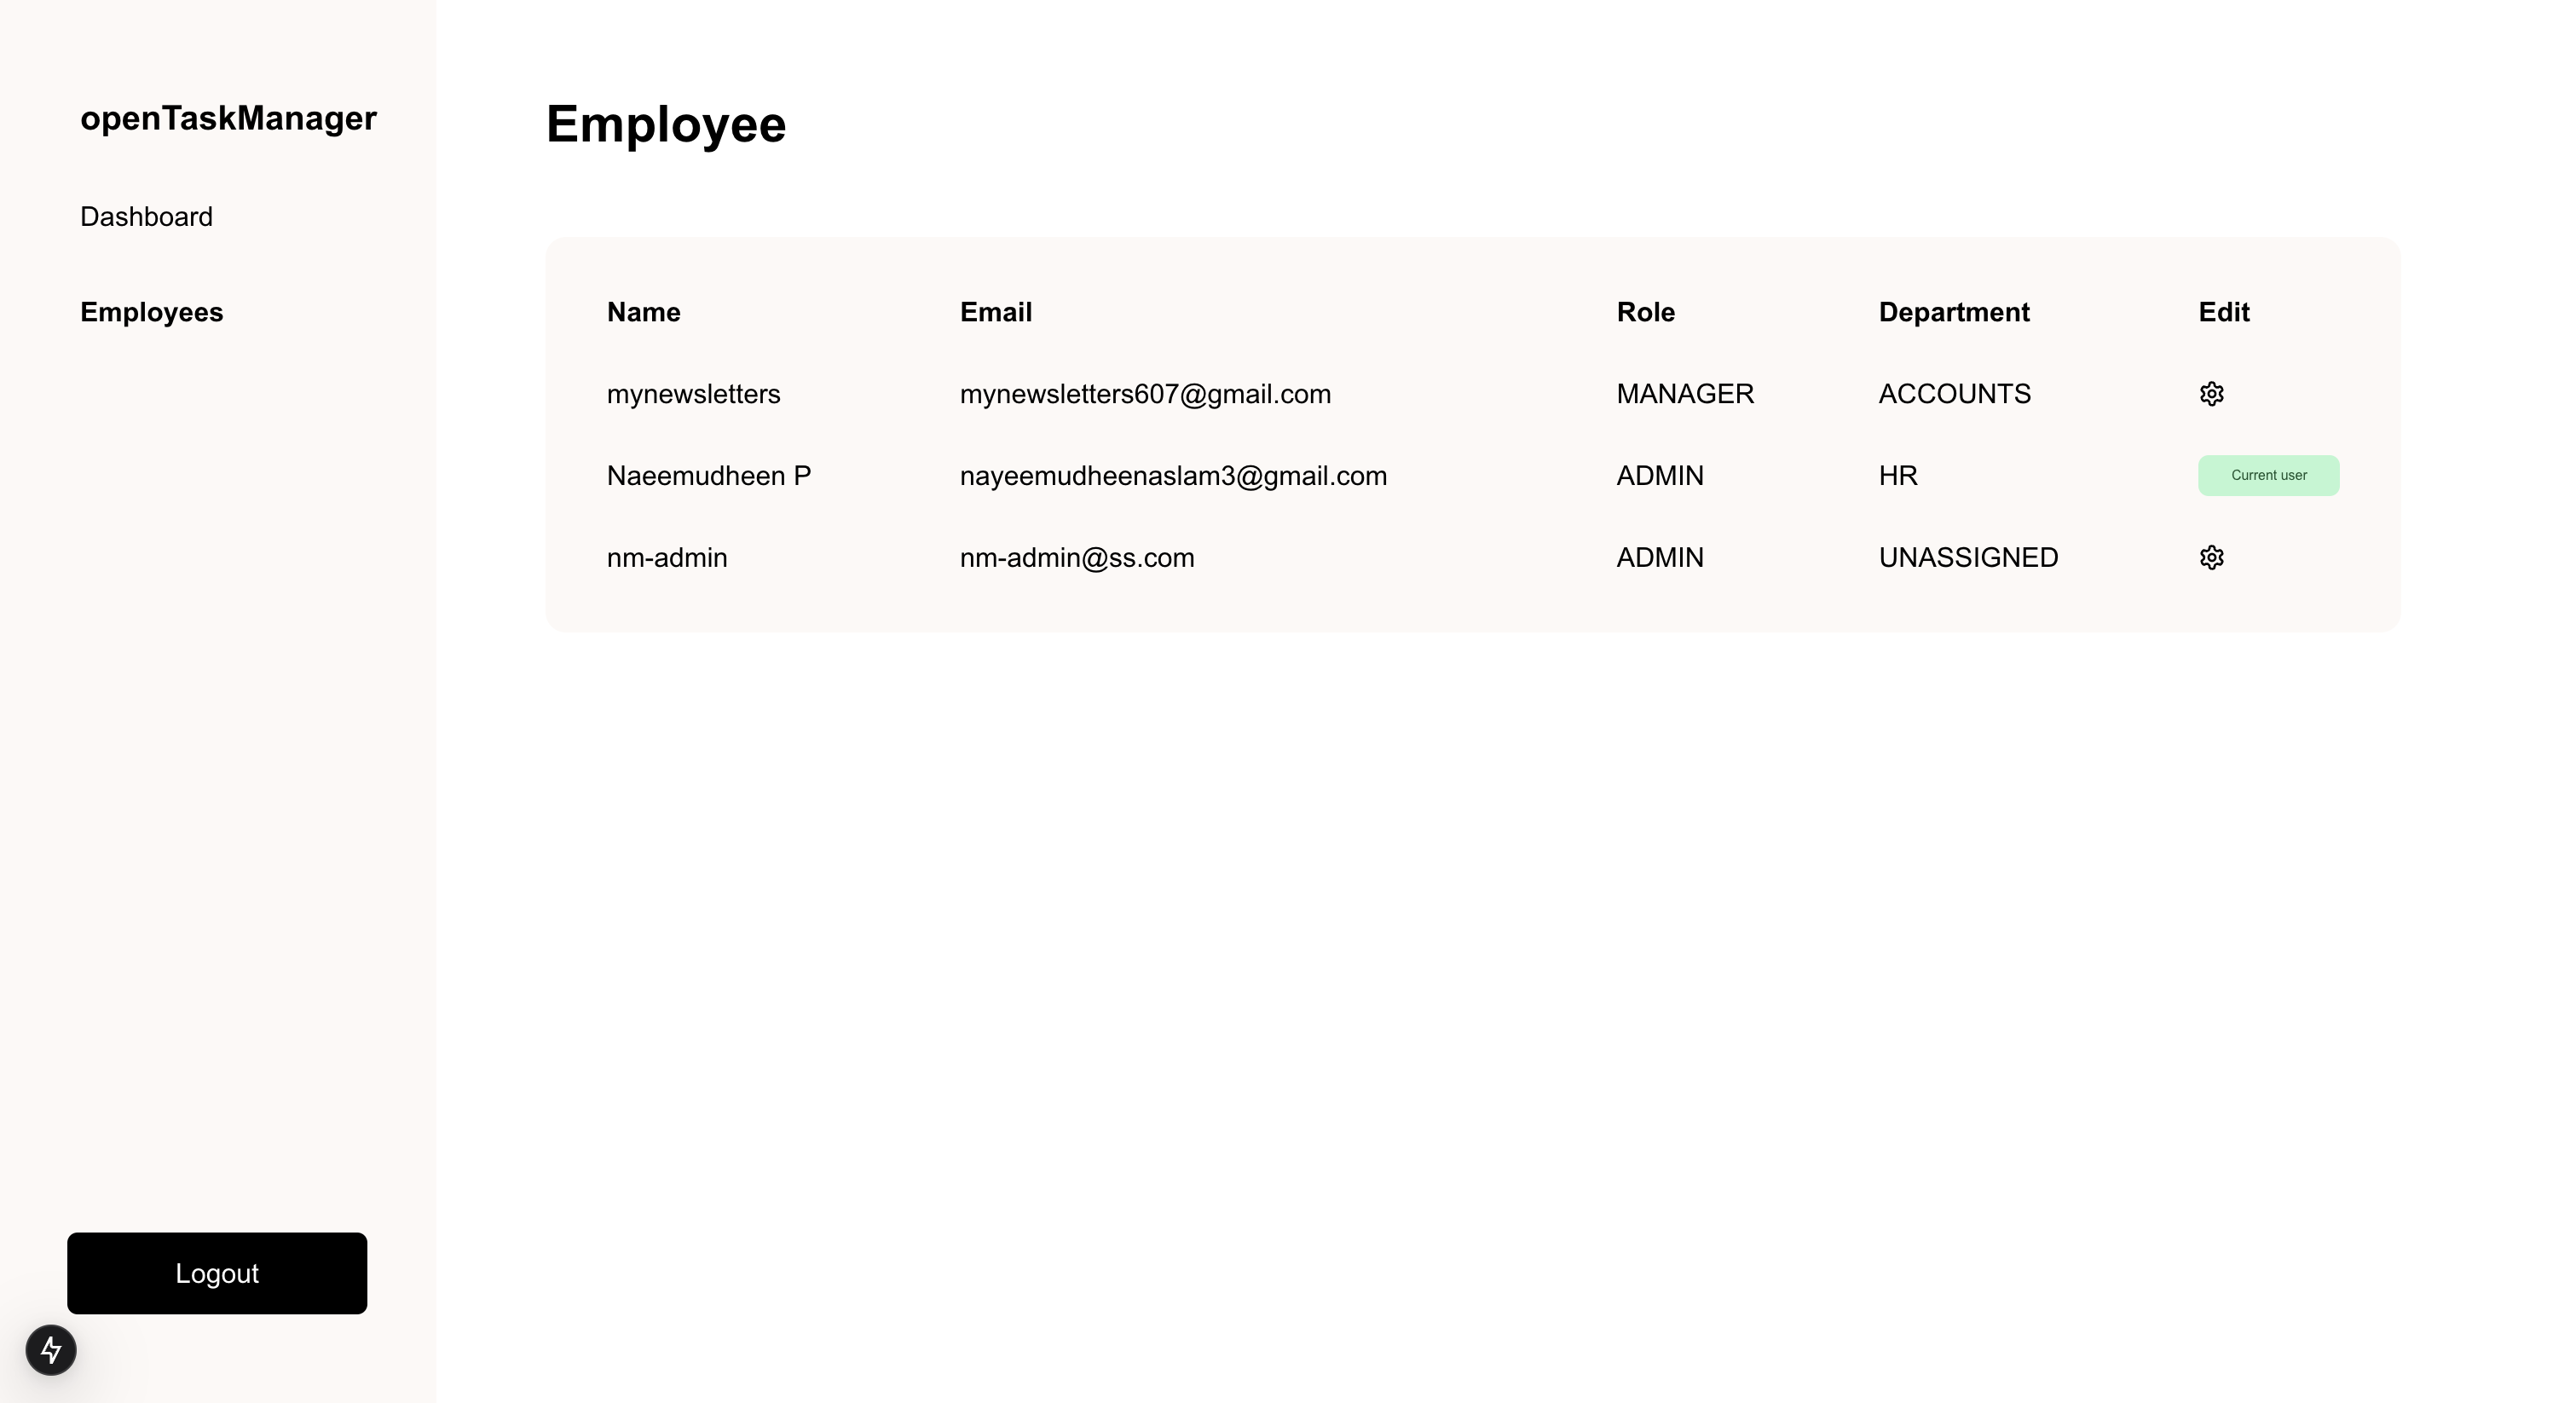 openTaskManager
Dashboard
Employees
Logout
Employee
Name Email Role Department Edit
mynewsletters mynewsletters607@gmail.com MANAGER ACCOUNTS
Naeemudheen P nayeemudheenaslam3@gmail.com ADMIN HR Current user
nm-admin nm-admin@ss.com ADMIN UNASSIGNED